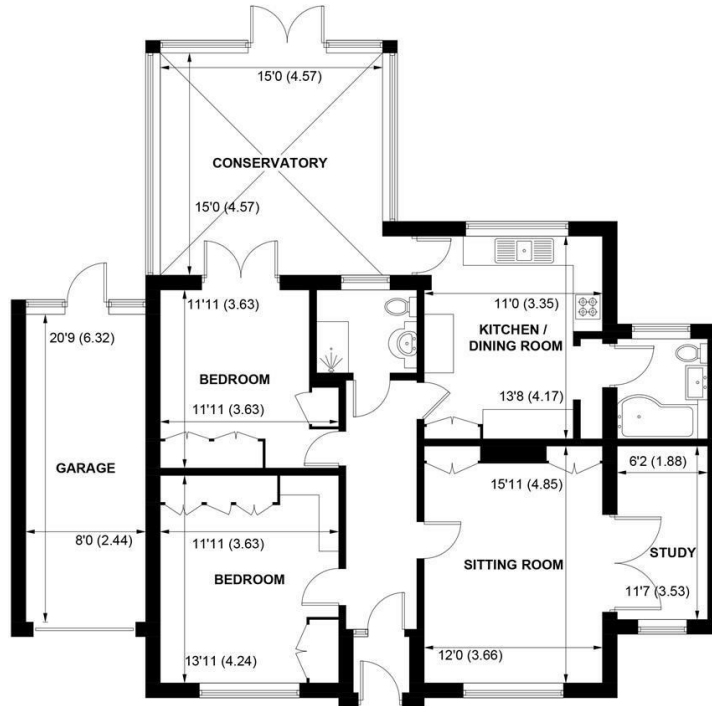 15'0 (4.57)
CONSERVATORY
15'0 (4.57)
11'11 (3.63)
11'0 (3.35)
20'9 (6.32)
KITCHEN /
DINING ROOM
BEDROOM
13'8 (4.17)
11'11 (3.63)
GARAGE
6'2 (1.88)
15'11 (4.85)
8'0 (2.44)
11'11 (3.63)
STUDY
SITTING ROOM
BEDROOM
11'7 (3.53)
13'11 (4.24)
12'0 (3.66)